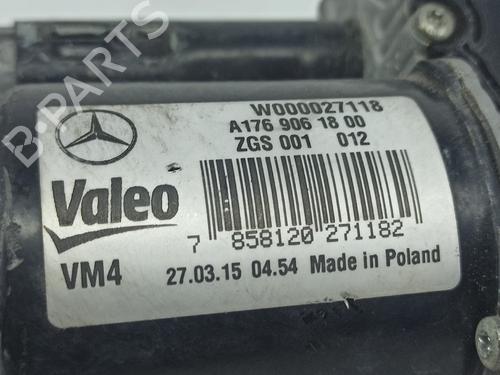 W000027118
A176 906 18 00
ZGS 001 012
Valeo
7 858120 271182
VM4
27.03.15 04.54 Made in Poland
B-PARTS